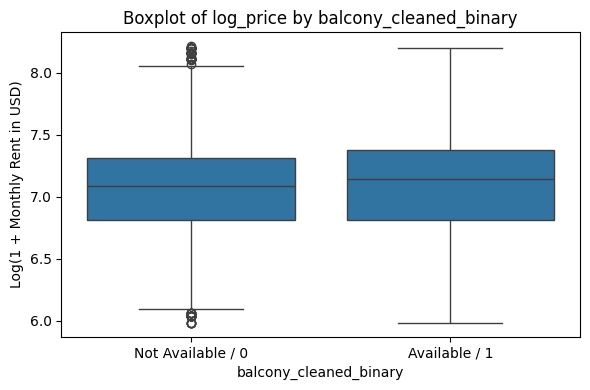 Boxplot of log_price by balcony_cleaned_binary
Log(1 + Monthly Rent in USD)
8.0
7.5
7.0
6.5
6.0
Not Available / 0
Available / 1
balcony_cleaned_binary